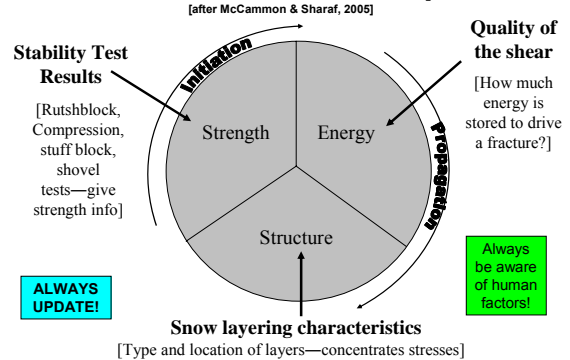 [after McCammon & Sharaf, 2005]
Quality of
the shear
Stability Test
Results
Initiation
[How much
energy is
stored to drive
a fracture?]
[Rutshblock,
Compression,
stuff block,
shovel
tests—give
strength info]
Strength
Energy
Propagation
Structure
Always
be aware
of human
factors!
ALWAYS
UPDATE!
Snow layering characteristics
[Type and location of layers—concentrates stresses]